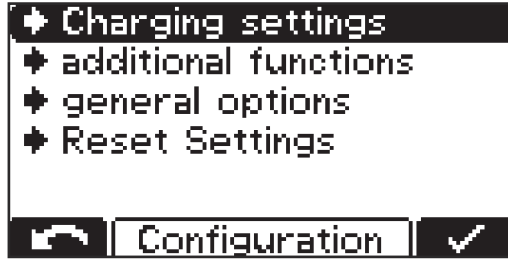 Charging settings
additional functions
general options
Reset Settings
Configuration